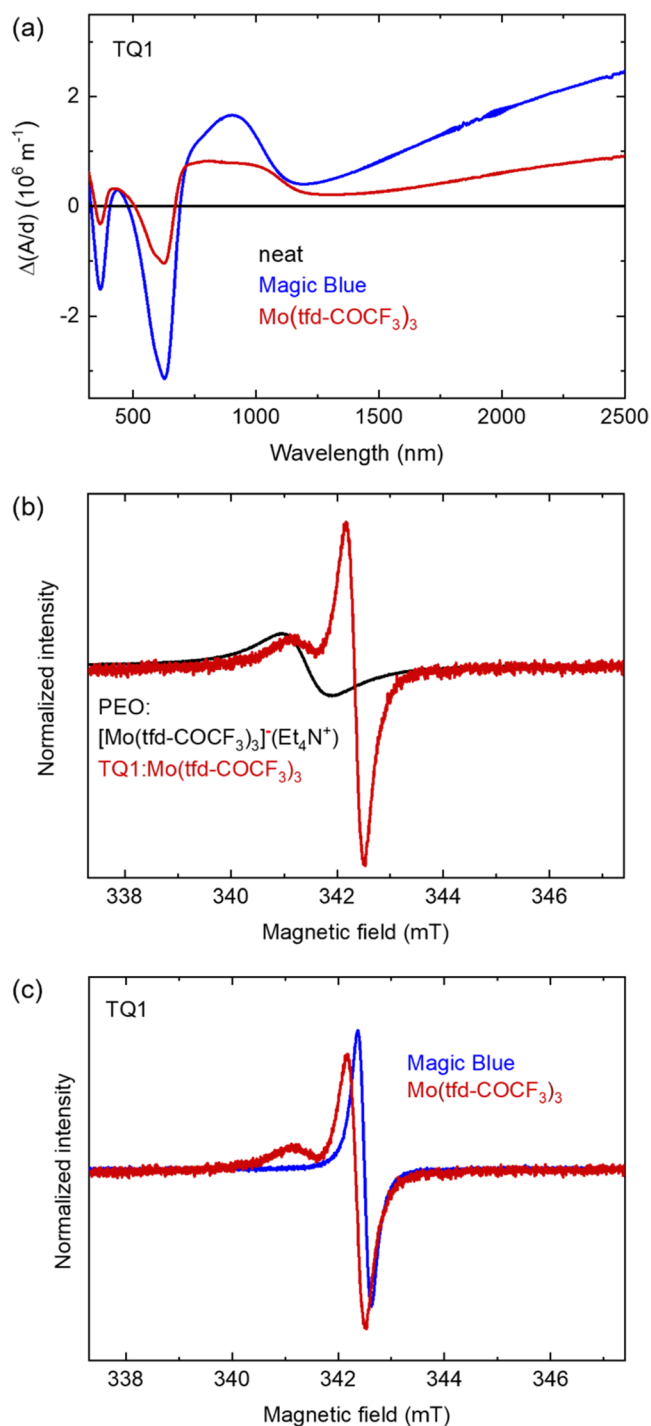 (a)
TQ1
Δ(A/d) (10⁶ m⁻¹)
2
0
-2
neat
Magic Blue
Mo(tfd-COCF₃)₃
500
1000
1500
2000
2500
Wavelength (nm)
(b)
Normalized intensity
PEO:
[Mo(tfd-COCF₃)₃]⁻(Et₄N⁺)
TQ1:Mo(tfd-COCF₃)₃
338
340
342
344
346
Magnetic field (mT)
(c)
TQ1
Normalized intensity
Magic Blue
Mo(tfd-COCF₃)₃
338
340
342
344
346
Magnetic field (mT)